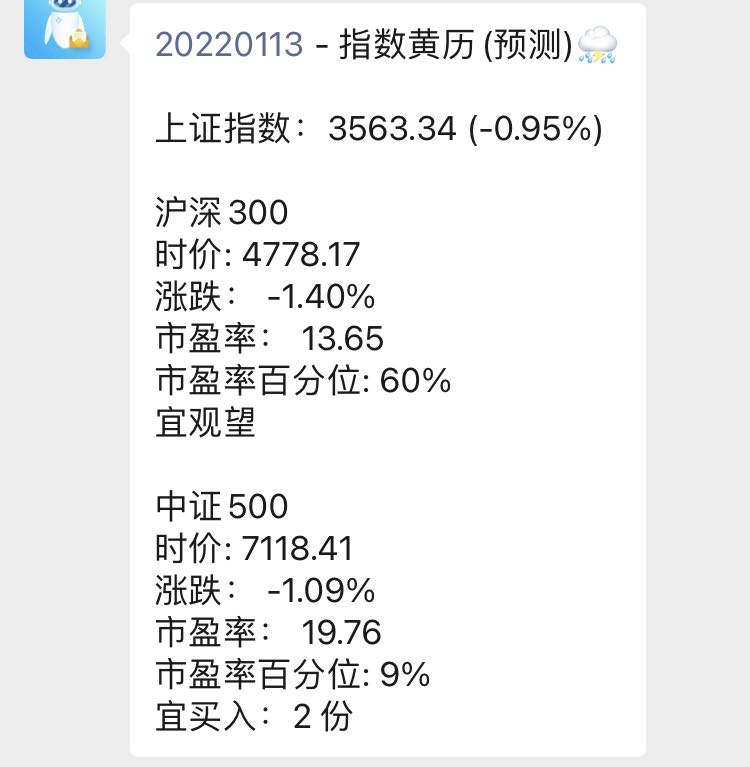 20220113 - 指数黄历(预测)⛈️
上证指数：3563.34 (-0.95%)
沪深300
时价: 4778.17
涨跌： -1.40%
市盈率： 13.65
市盈率百分位: 60%
宜观望
中证500
时价: 7118.41
涨跌： -1.09%
市盈率： 19.76
市盈率百分位: 9%
宜买入：2 份